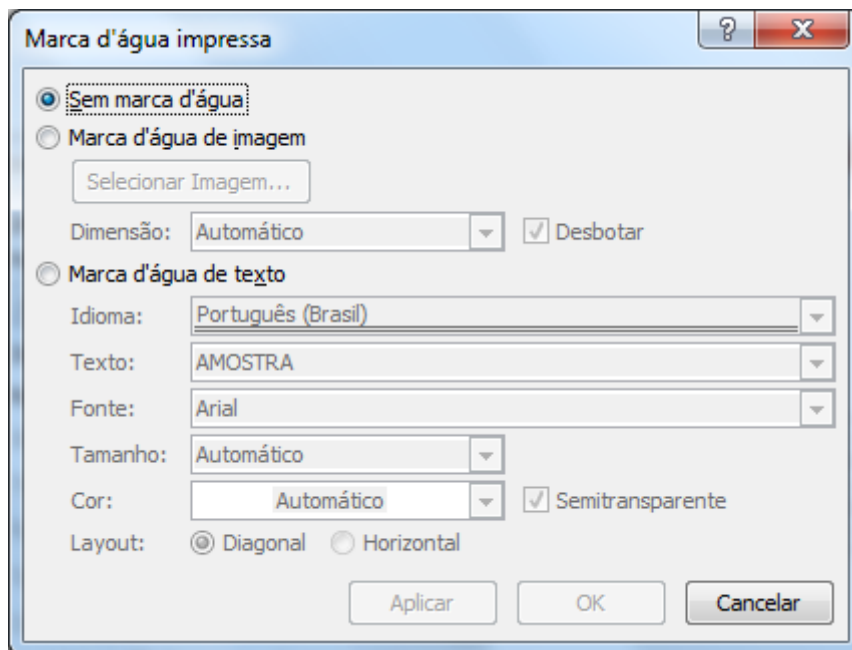 Marca d'água impressa
Sem marca d'água
Marca d'água de imagem
Selecionar Imagem...
Dimensão: Automático Desbotar
Marca d'água de texto
Idioma: Português (Brasil)
Texto: AMOSTRA
Fonte: Arial
Tamanho: Automático
Cor: Automático Semitransparente
Layout: Diagonal Horizontal
Aplicar OK Cancelar